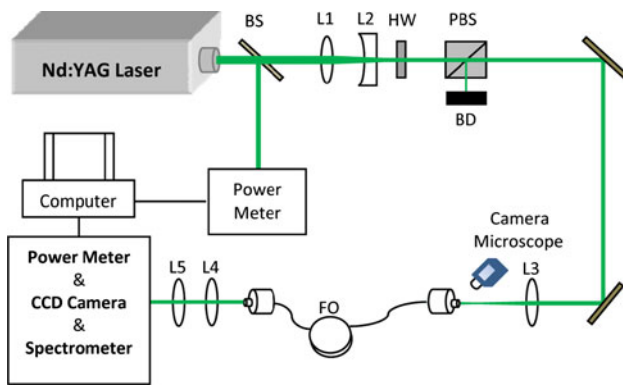 BS
L1
L2
HW
PBS
Nd:YAG Laser
BD
Computer
Power
Meter
Camera
Microscope
Power Meter
&
CCD Camera
&
Spectrometer
L5
L4
FO
L3